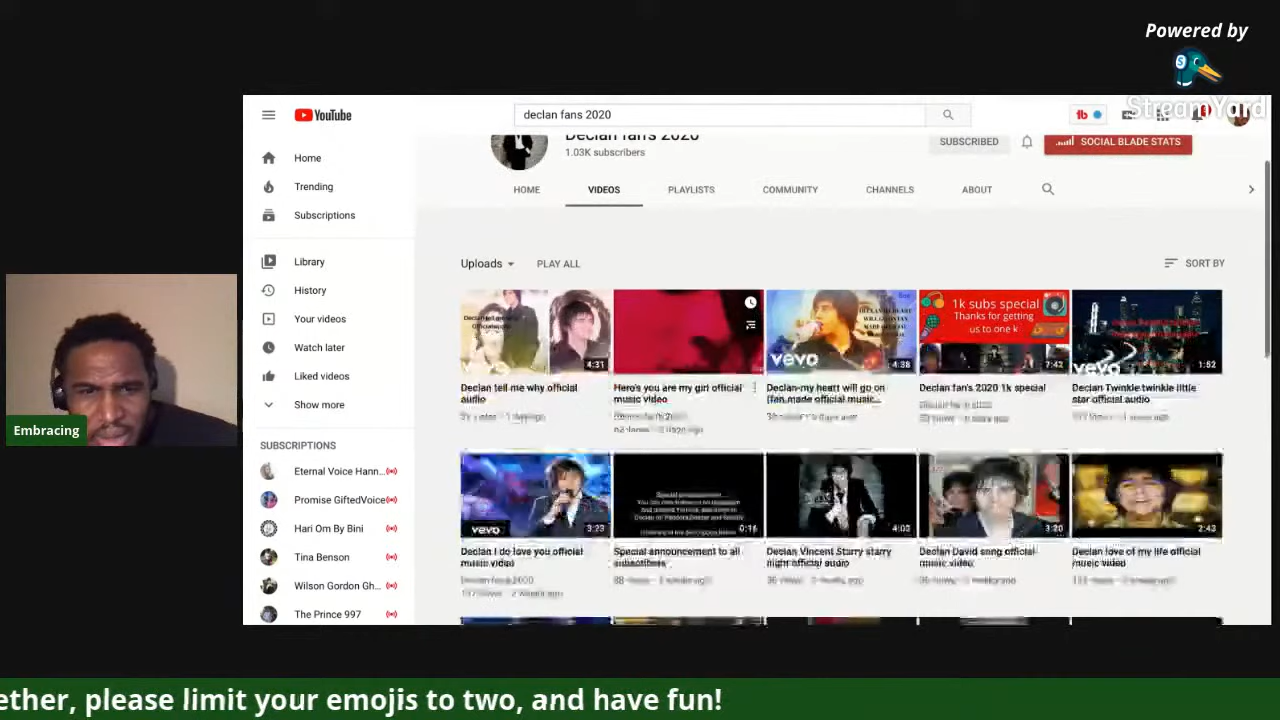 Powered by
StreamYard
YouTube
declan fans 2020
tb
Declan fan's 2020
1.03K subscribers
SUBSCRIBED
SOCIAL BLADE STATS
HOME
VIDEOS
PLAYLISTS
COMMUNITY
CHANNELS
ABOUT
Home
Trending
Subscriptions
Library
History
Your videos
Watch later
Liked videos
Show more
SUBSCRIPTIONS
Eternal Voice Hann...
Promise GiftedVoice
Hari Om By Bini
Tina Benson
Wilson Gordon Gh...
The Prince 997
Uploads
PLAY ALL
SORT BY
4:31
vevo
4:38
1k subs special
Thanks for getting
us to one k
7:42
vevo
1:52
Declan tell me why official
audio
Hero's you are my girl official
music video
Declan-my heart will go on
(fan made official music...
Declan fan's 2020 1k special
Declan Twinkle twinkle little
star official audio
vevo
3:23
0:16
4:03
3:20
2:43
Declan I do love you official
music video
Special announcement to all
subscribers
Declan Vincent Starry starry
night official audio
Declan David song official
music video
Declan love of my life official
music video
Embracing
ether, please limit your emojis to two, and have fun!